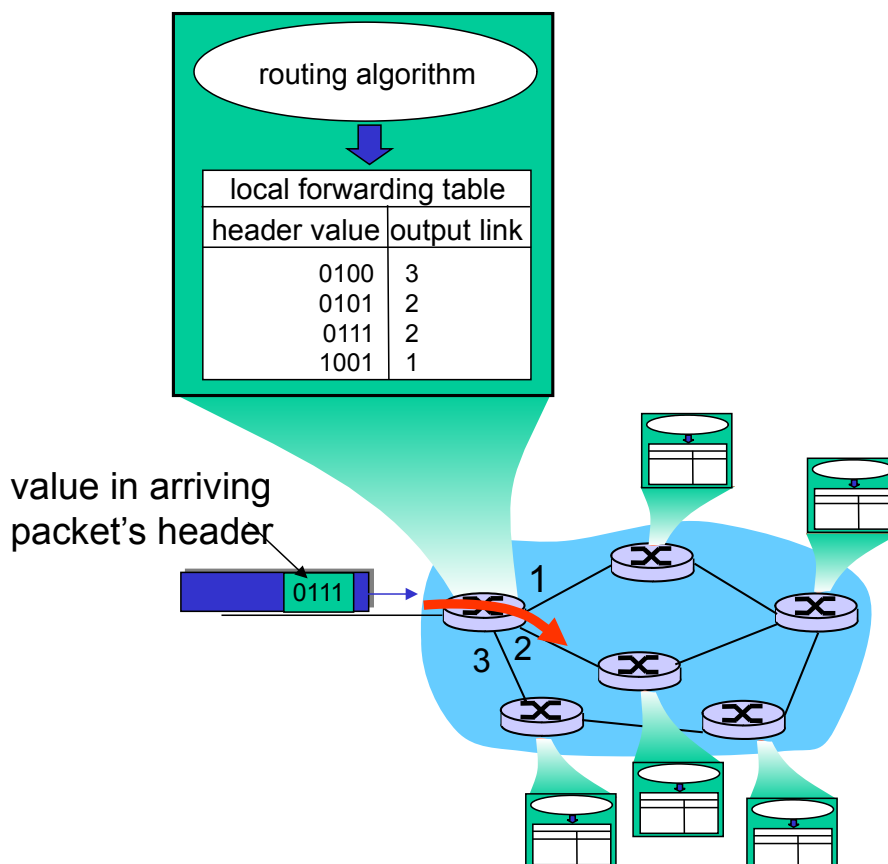 routing algorithm
local forwarding table
header value output link
0100 3
0101 2
0111 2
1001 1
value in arriving
packet's header
0111
1
2
3